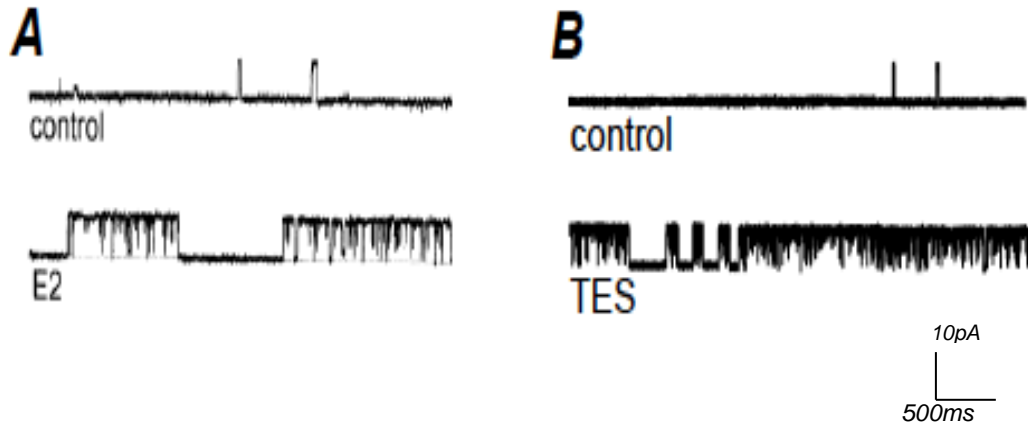 A
control
E2
B
control
TES
10pA
500ms